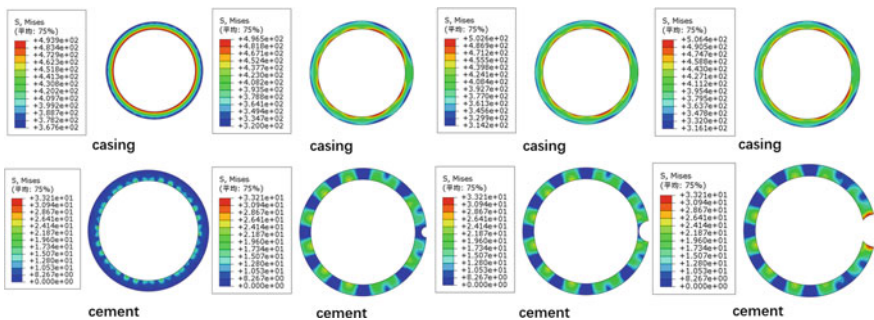 S, Mises
(平均: 75%)
+4.939e+02
+4.834e+02
+4.729e+02
+4.623e+02
+4.518e+02
+4.413e+02
+4.308e+02
+4.202e+02
+4.097e+02
+3.992e+02
+3.887e+02
+3.782e+02
+3.676e+02
casing
S, Mises
(平均: 75%)
+4.965e+02
+4.818e+02
+4.671e+02
+4.524e+02
+4.377e+02
+4.230e+02
+4.082e+02
+3.935e+02
+3.788e+02
+3.641e+02
+3.494e+02
+3.347e+02
+3.200e+02
casing
S, Mises
(平均: 75%)
+5.026e+02
+4.869e+02
+4.712e+02
+4.555e+02
+4.398e+02
+4.241e+02
+4.084e+02
+3.927e+02
+3.770e+02
+3.613e+02
+3.456e+02
+3.299e+02
+3.142e+02
casing
S, Mises
(平均: 75%)
+5.064e+02
+4.905e+02
+4.747e+02
+4.588e+02
+4.430e+02
+4.271e+02
+4.112e+02
+3.954e+02
+3.795e+02
+3.637e+02
+3.478e+02
+3.320e+02
+3.161e+02
casing
S, Mises
(平均: 75%)
+3.321e+01
+3.094e+01
+2.867e+01
+2.641e+01
+2.414e+01
+2.187e+01
+1.960e+01
+1.734e+01
+1.507e+01
+1.280e+01
+1.053e+01
+8.267e+00
+0.000e+00
cement
S, Mises
(平均: 75%)
+3.321e+01
+3.094e+01
+2.867e+01
+2.641e+01
+2.414e+01
+2.187e+01
+1.960e+01
+1.734e+01
+1.507e+01
+1.280e+01
+1.053e+01
+8.267e+00
+0.000e+00
cement
S, Mises
(平均: 75%)
+3.321e+01
+3.094e+01
+2.867e+01
+2.641e+01
+2.414e+01
+2.187e+01
+1.960e+01
+1.734e+01
+1.507e+01
+1.280e+01
+1.053e+01
+8.267e+00
+0.000e+00
cement
S, Mises
(平均: 75%)
+3.321e+01
+3.094e+01
+2.867e+01
+2.641e+01
+2.414e+01
+2.187e+01
+1.960e+01
+1.734e+01
+1.507e+01
+1.280e+01
+1.053e+01
+8.267e+00
+0.000e+00
cement